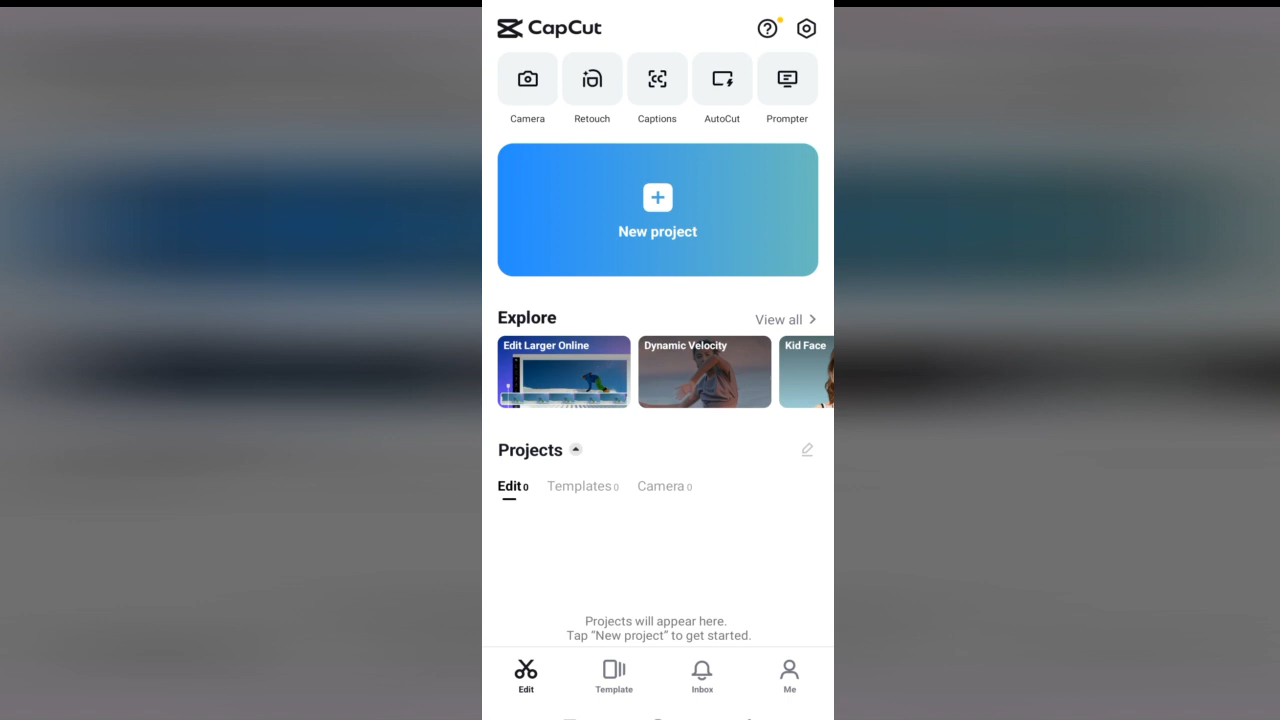 CapCut
Camera Retouch Captions AutoCut Prompter
New project
Explore View all
Edit Larger Online Dynamic Velocity Kid Face
Projects
Edit 0 Templates 0 Camera 0
Projects will appear here.
Tap “New project” to get started.
Edit Template Inbox Me